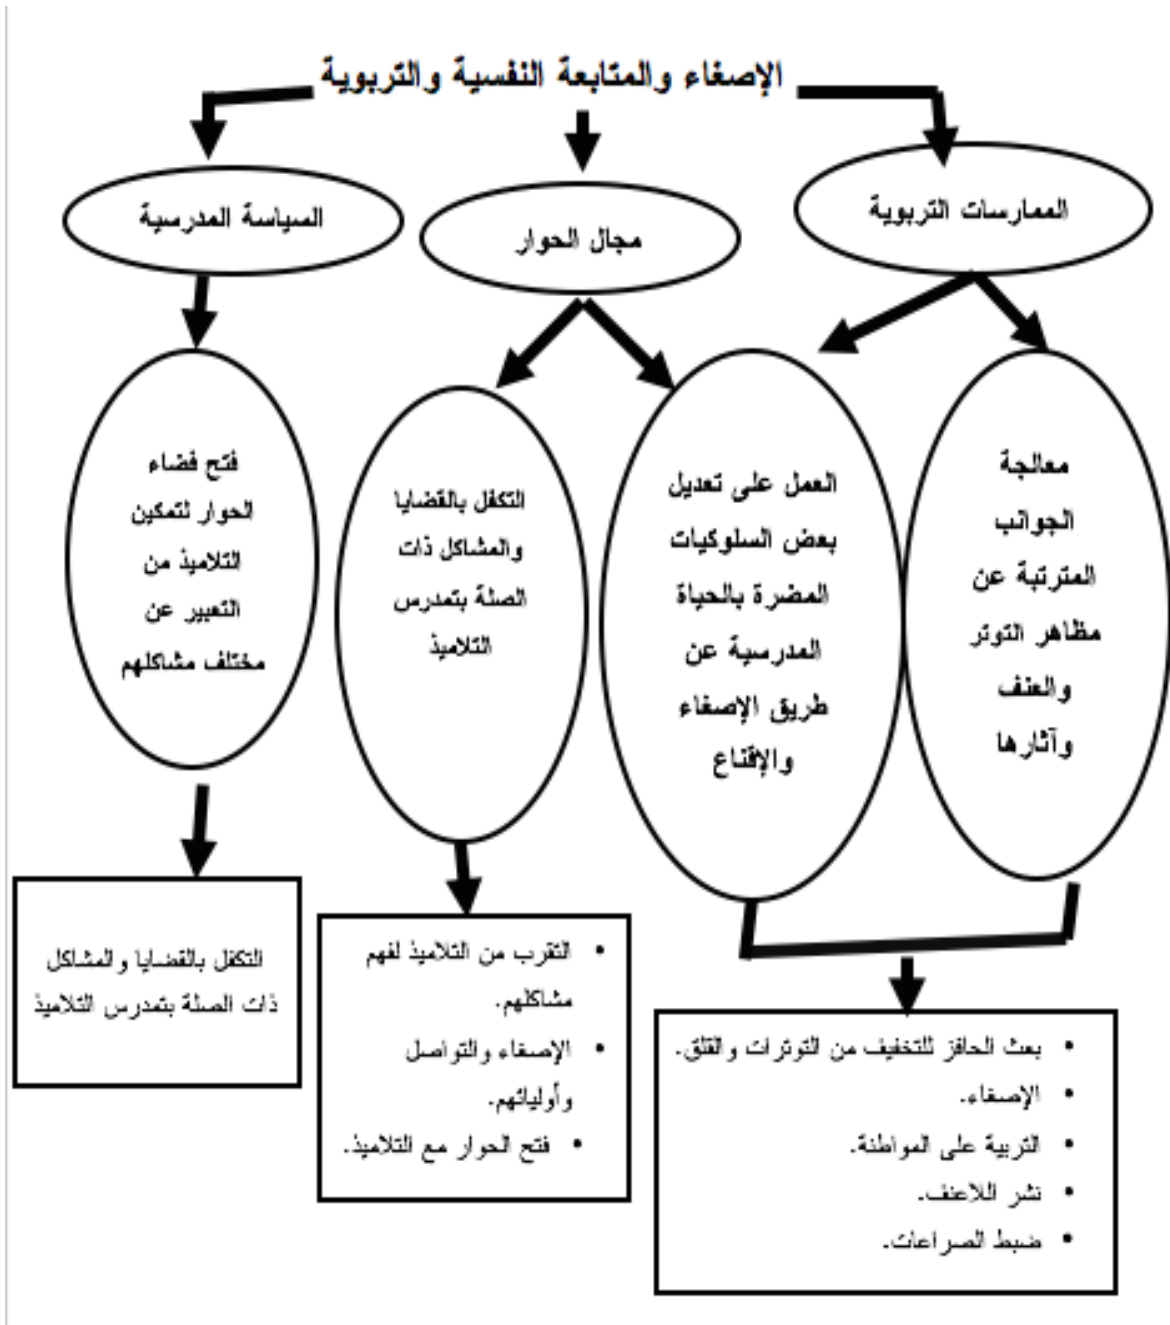 الإصغاء والمتابعة النفسية والتربوية
الممارسات التربوية
مجال الحوار
السياسة المدرسية
معالجة
الجوانب
المترتبة عن
مظاهر التوتر
والعنف
وآثارها
العمل على تعديل
بعض السلوكيات
المضرة بالحياة
المدرسية عن
طريق الإصغاء
والإقناع
التكفل بالقضايا
والمشاكل ذات
الصلة بتمدرس
التلاميذ
فتح فضاء
الحوار لتمكين
التلاميذ من
التعبير عن
مختلف مشاكلهم
• بعث الحافز للتخفيف من التوترات والقلق.
• الإصغاء.
• التربية على المواطنة.
• نشر اللاعنف.
• ضبط الصراعات.
• التقرب من التلاميذ لفهم
مشاكلهم.
• الإصغاء والتواصل
وأوليائهم.
• فتح الحوار مع التلاميذ.
التكفل بالقضايا والمشاكل
ذات الصلة بتمدرس التلاميذ